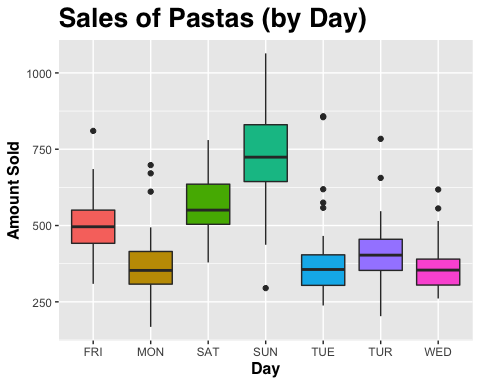 Sales of Pastas (by Day)
Amount Sold
1000
750
500
250
FRI MON SAT SUN TUE TUR WED
Day